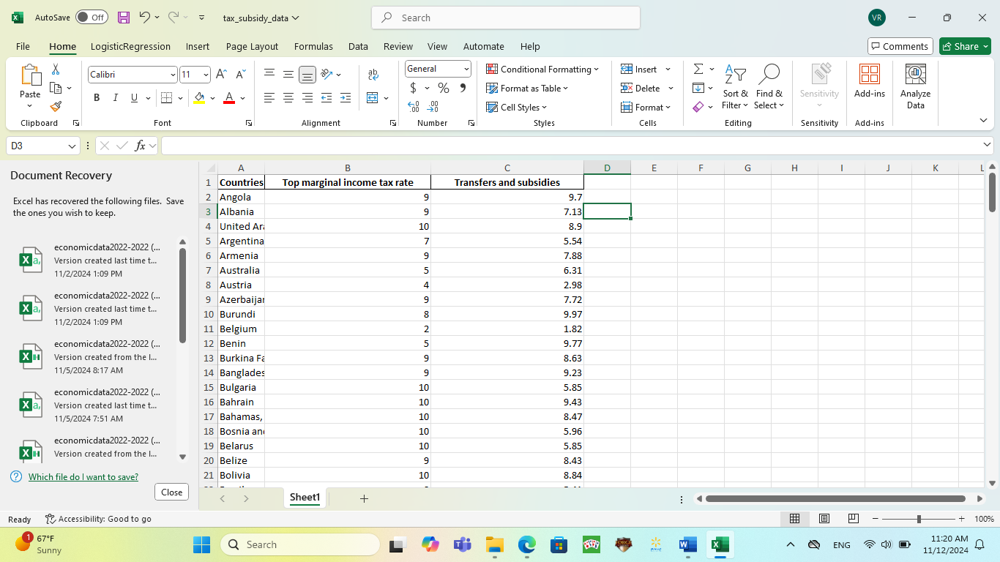 AutoSave Off tax_subsidy_data Search VR
File Home LogisticRegression Insert Page Layout Formulas Data Review View Automate Help Comments Share
Paste
Clipboard
Calibri 11
B I U
Font
ab
Alignment
General
$ % 9
Number
Conditional Formatting
Format as Table
Cell Styles
Styles
Insert
Delete
Format
Cells
Sort & Filter
Find & Select
Editing
Sensitivity
Sensitivity
Add-ins
Add-ins
Analyze Data
D3 fx
Document Recovery
Excel has recovered the following files. Save
the ones you wish to keep.
economicdata2022-2022 (...
Version created last time t...
11/2/2024 1:09 PM
economicdata2022-2022 (...
Version created last time t...
11/2/2024 1:09 PM
economicdata2022-2022 (...
Version created from the l...
11/5/2024 8:17 AM
economicdata2022-2022 (...
Version created last time t...
11/5/2024 7:51 AM
economicdata2022-2022 (...
Version created from the l...
Which file do I want to save?
Close
A B C D E F G H I J K L
1 Countries Top marginal income tax rate Transfers and subsidies
2 Angola 9 9.7
3 Albania 9 7.13
4 United Ar 10 8.9
5 Argentina 7 5.54
6 Armenia 9 7.88
7 Australia 5 6.31
8 Austria 4 2.98
9 Azerbaijan 9 7.72
10 Burundi 8 9.97
11 Belgium 2 1.82
12 Benin 5 9.77
13 Burkina Fa 9 8.63
14 Banglades 9 9.23
15 Bulgaria 10 5.85
16 Bahrain 10 9.43
17 Bahamas, 10 8.47
18 Bosnia and 10 5.96
19 Belarus 10 5.85
20 Belize 9 8.43
21 Bolivia 10 8.84
Sheet1
Ready Accessibility: Good to go 100%
1 67°F
Sunny
Search
ENG
11:20 AM
11/12/2024